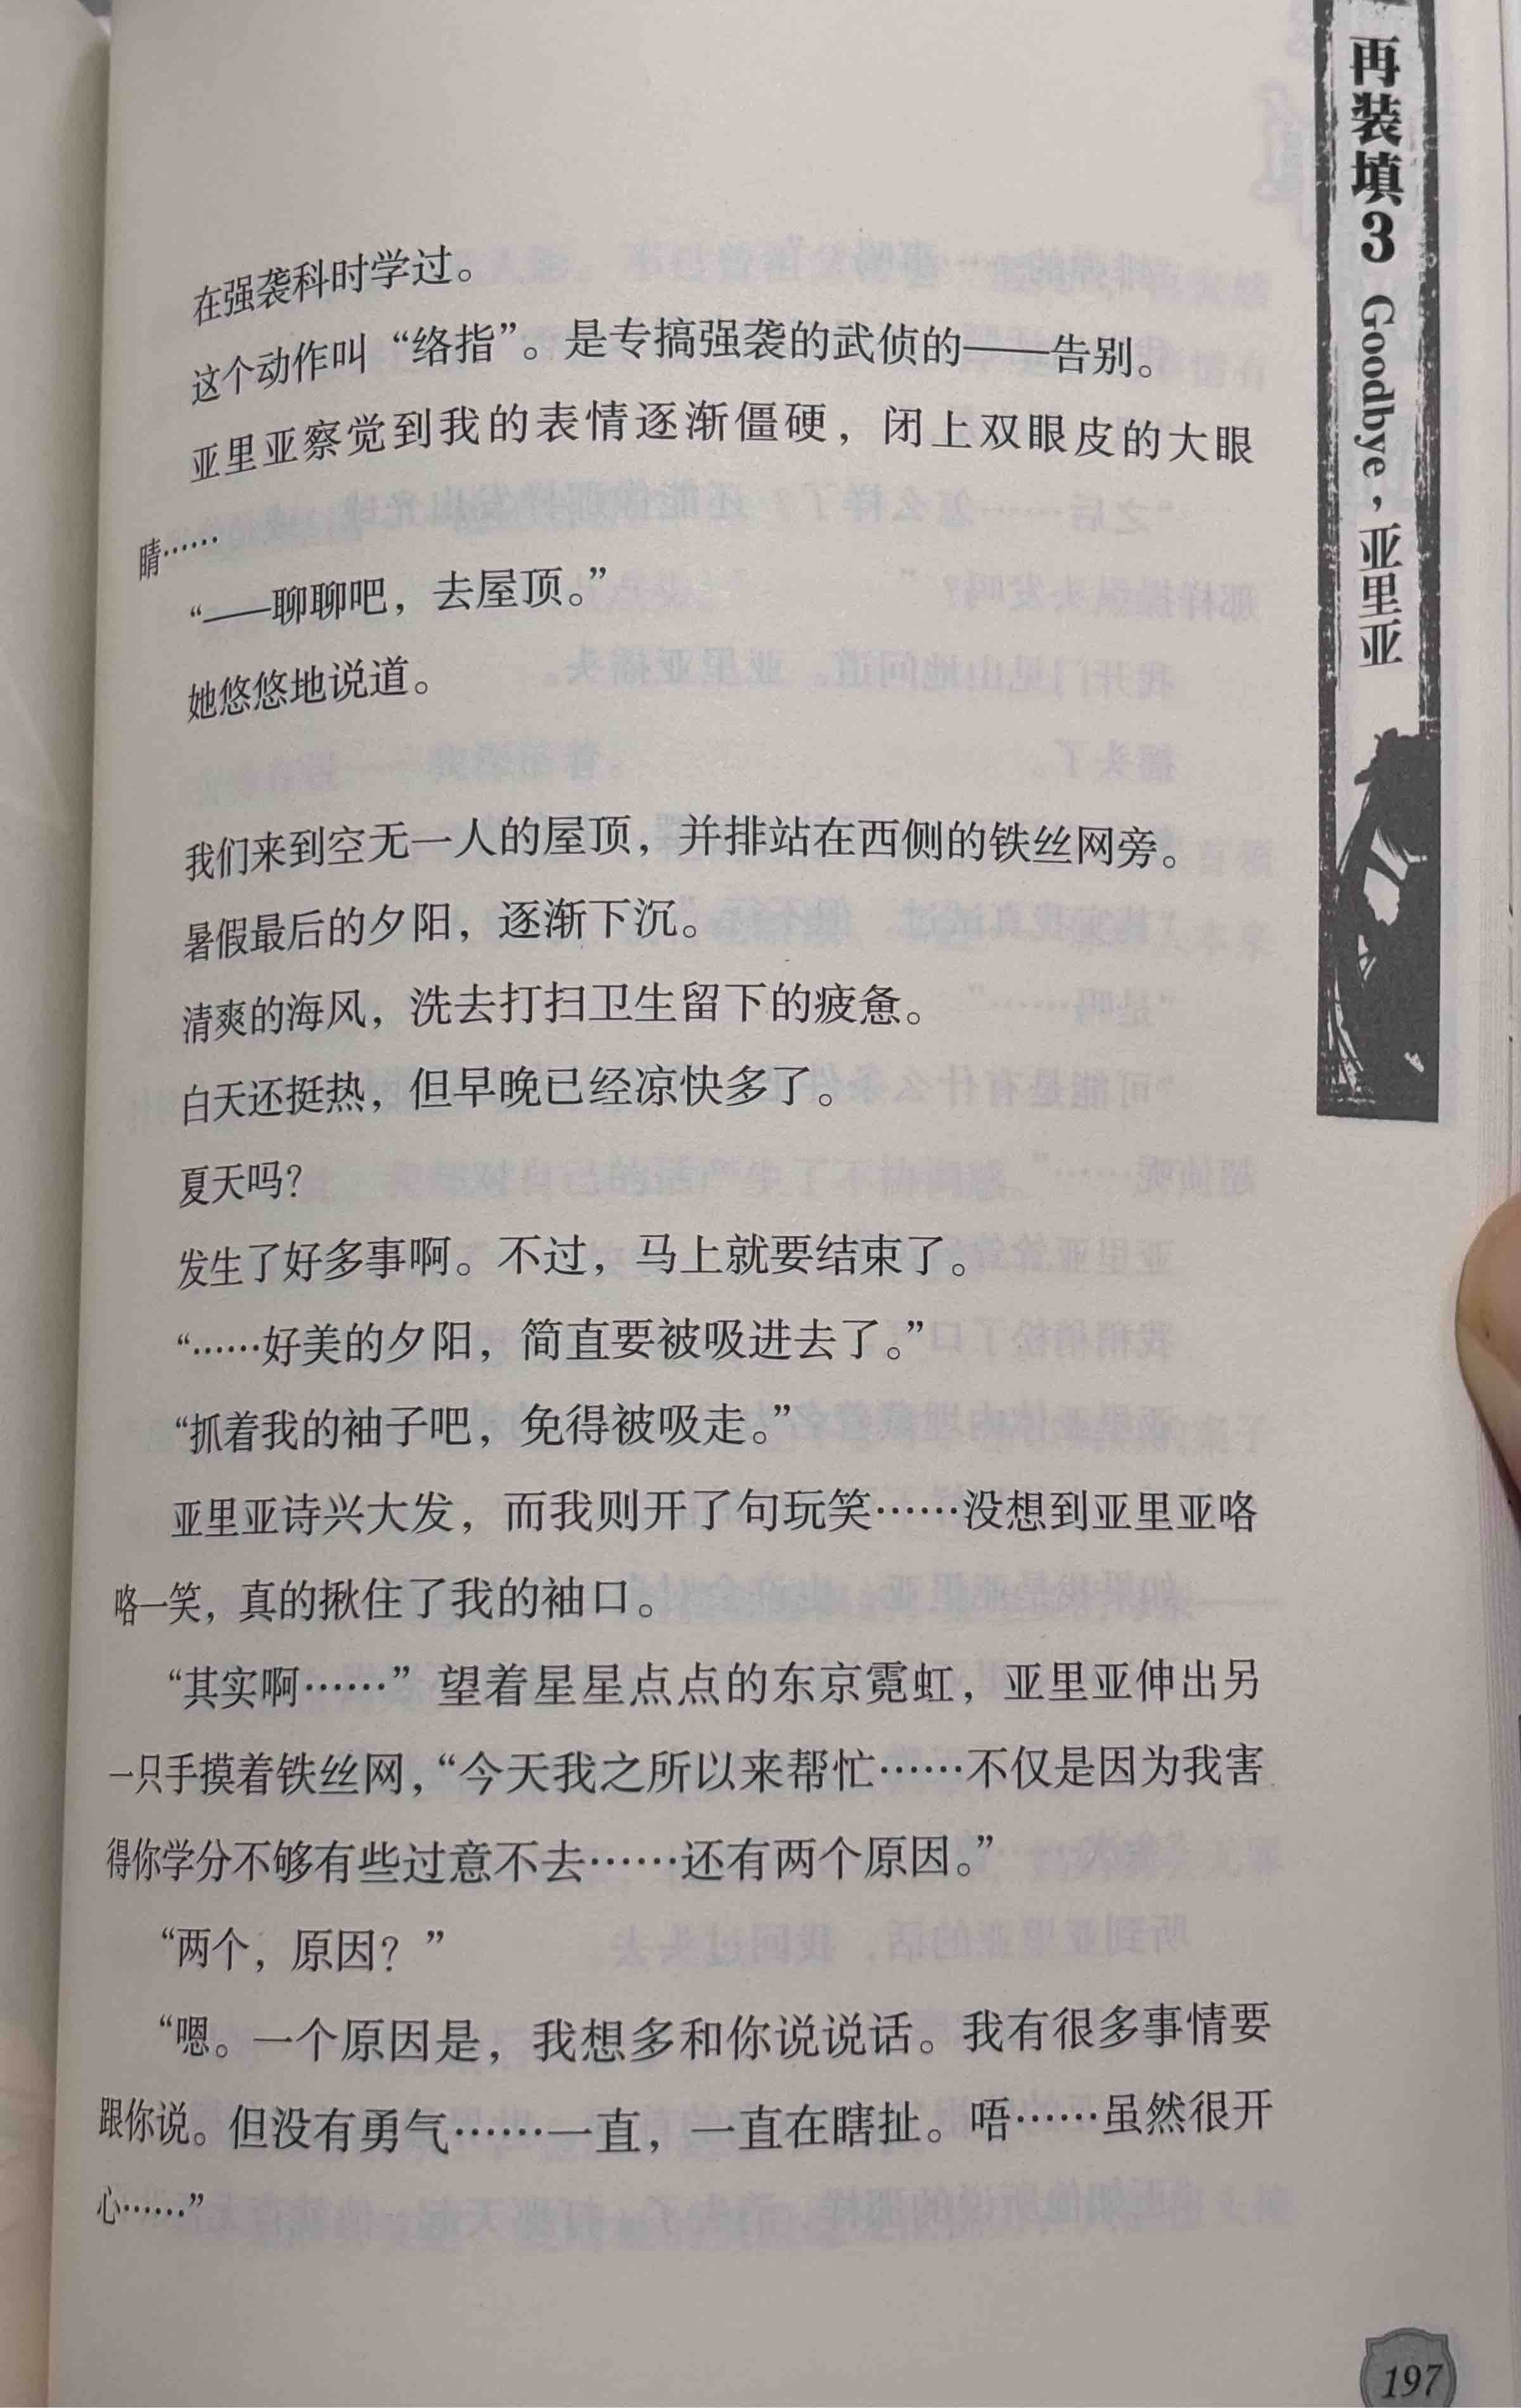 再装填3 Goodbye，亚里亚
在强袭科时学过。
这个动作叫“络指”。是专搞强袭的武侦的——告别。
亚里亚察觉到我的表情逐渐僵硬，闭上双眼皮的大眼
睛……
“——聊聊吧，去屋顶。”
她悠悠地说道。
我们来到空无一人的屋顶，并排站在西侧的铁丝网旁。
暑假最后的夕阳，逐渐下沉。
清爽的海风，洗去打扫卫生留下的疲惫。
白天还挺热，但早晚已经凉快多了。
夏天吗？
发生了好多事啊。不过，马上就要结束了。
“……好美的夕阳，简直要被吸进去了。”
“抓着我的袖子吧，免得被吸走。”
亚里亚诗兴大发，而我则开了句玩笑……没想到亚里亚咯
咯一笑，真的揪住了我的袖口。
“其实啊……”望着星星点点的东京霓虹，亚里亚伸出另
一只手摸着铁丝网，“今天我之所以来帮忙……不仅是因为我害
得你学分不够有些过意不去……还有两个原因。”
“两个，原因？”
“嗯。一个原因是，我想多和你说说话。我有很多事情要
跟你说。但没有勇气……一直，一直在瞎扯。唔……虽然很开
心……”
197